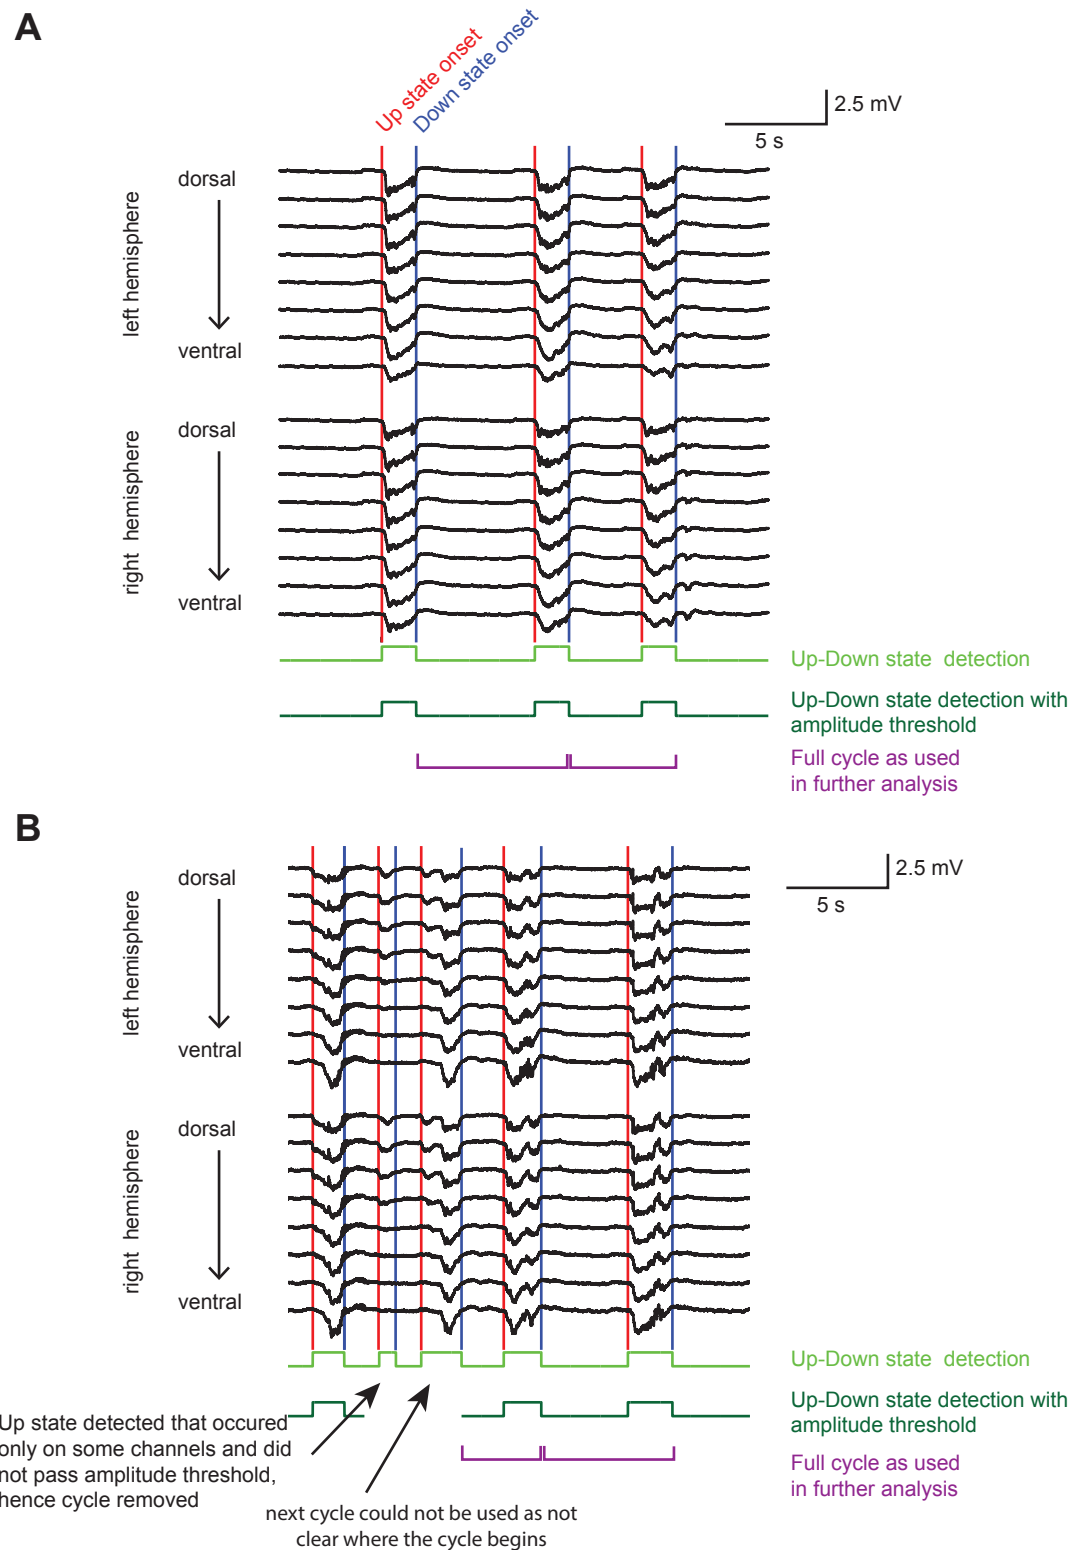 A
Up state onset
Down state onset
2.5 mV
5 s
dorsal
left hemisphere
ventral
dorsal
right hemisphere
ventral
Up-Down state detection
Up-Down state detection with
amplitude threshold
Full cycle as used
in further analysis
B
2.5 mV
5 s
dorsal
left hemisphere
ventral
dorsal
right hemisphere
ventral
Up-Down state detection
Up-Down state detection with
amplitude threshold
Full cycle as used
in further analysis
Up state detected that occured
only on some channels and did
not pass amplitude threshold,
hence cycle removed
next cycle could not be used as not
clear where the cycle begins